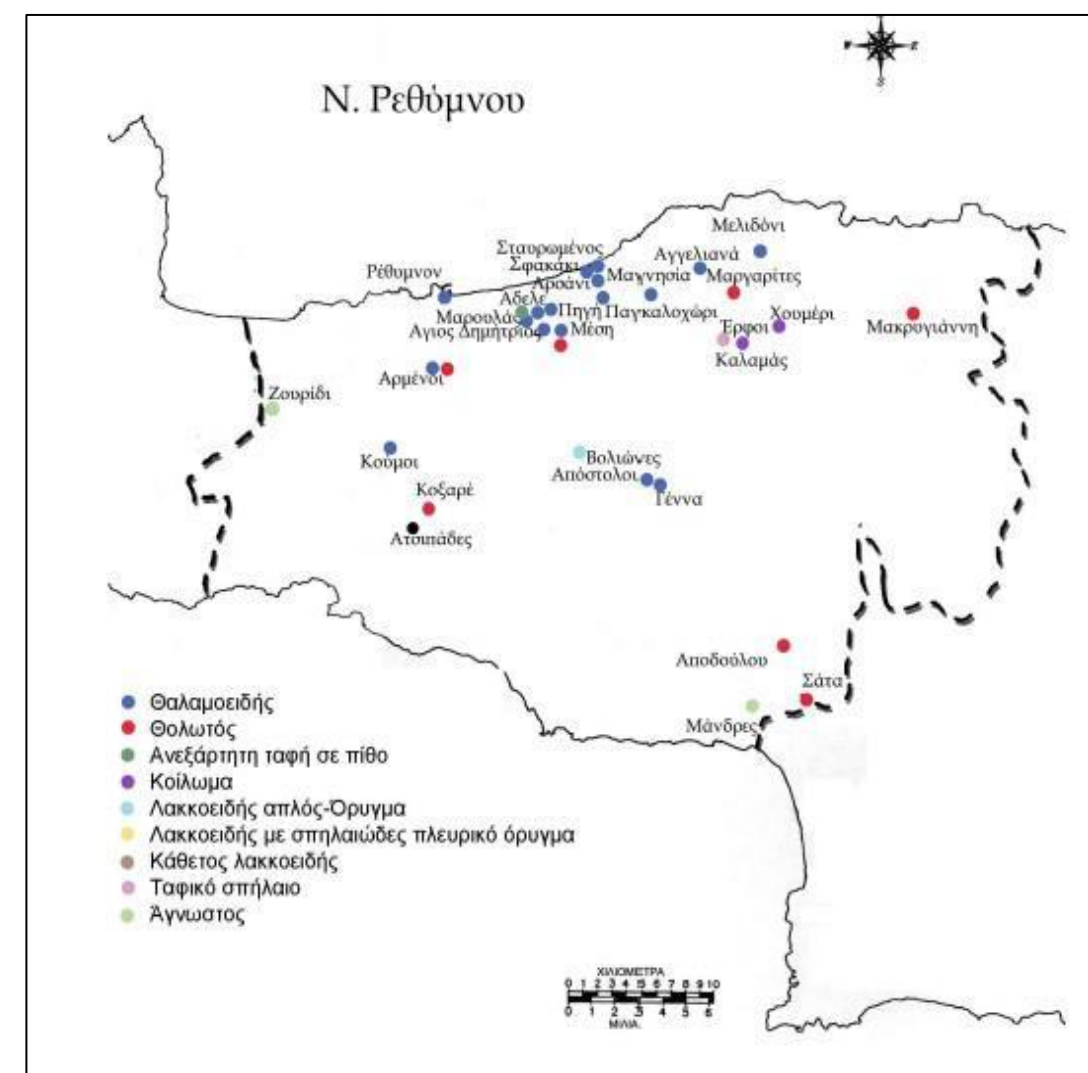 Ν. Ρεθύμνου
Μελιδόνι
Σταυρωμένος
Αγγελιανά
Σφακάκι
Ρέθυμνον
Μαγνησία
Μαργαρίτες
Αρσάνι
Αδελε
Πηγή
Παγκαλοχώρι
Χουμέρι
Μαρουλάς
Έρφοι
Μακρυγιάννη
Αγιος Δημήτριος
Μέση
Καλαμάς
Αρμένοι
Ζουρίδι
Κούμοι
Βολιώνες
Απόστολοι
Κοξαρέ
Γέννα
Ατσιπάδες
Αποδούλου
Σάτα
Μάνδρες
Θαλαμοειδής
Θολωτός
Ανεξάρτητη ταφή σε πίθο
Κοίλωμα
Λακκοειδής απλός-Όρυγμα
Λακκοειδής με σπηλαιώδες πλευρικό όρυγμα
Κάθετος λακκοειδής
Ταφικό σπήλαιο
Άγνωστος
ΧΙΛΙΟΜΕΤΡΑ
0 1 2 3 4 5 6 7 8 9 10
0 1 2 3 4 5 6
ΜΙΛΙΑ.